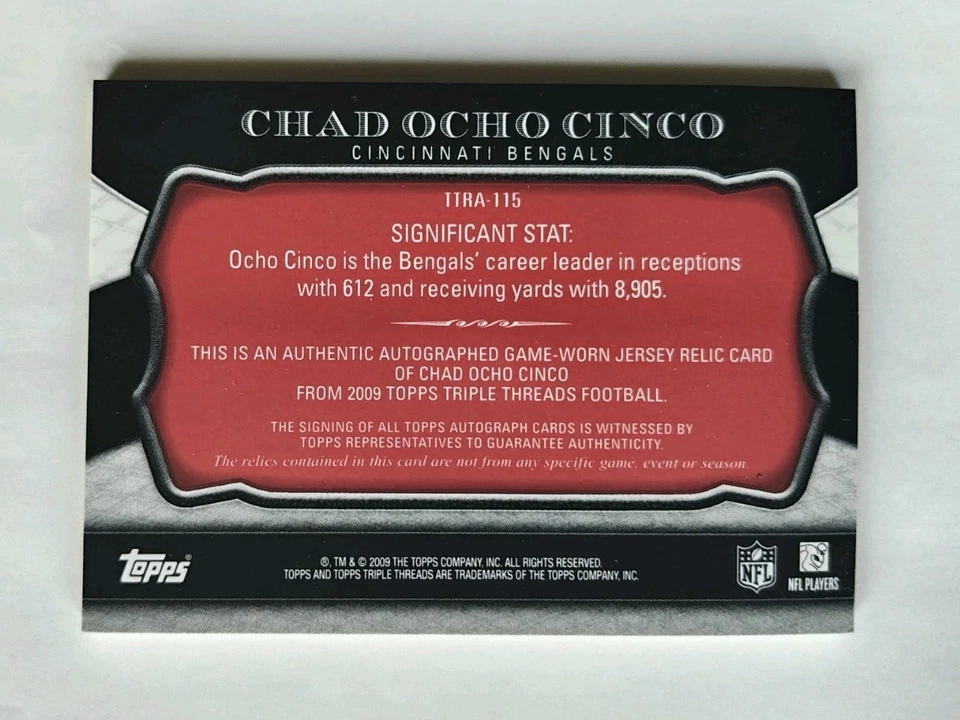 CHAD OCHO CINCO
CINCINNATI BENGALS
TTRA-115
SIGNIFICANT STAT:
Ocho Cinco is the Bengals' career leader in receptions
with 612 and receiving yards with 8,905.
THIS IS AN AUTHENTIC AUTOGRAPHED GAME-WORN JERSEY RELIC CARD
OF CHAD OCHO CINCO
FROM 2009 TOPPS TRIPLE THREADS FOOTBALL.
THE SIGNING OF ALL TOPPS AUTOGRAPH CARDS IS WITNESSED BY
TOPPS REPRESENTATIVES TO GUARANTEE AUTHENTICITY.
The relics contained in this card are not from any specific game, event or season.
Topps®
®, TM & © 2009 THE TOPPS COMPANY, INC. ALL RIGHTS RESERVED.
TOPPS AND TOPPS TRIPLE THREADS ARE TRADEMARKS OF THE TOPPS COMPANY, INC.
NFL
NFL PLAYERS